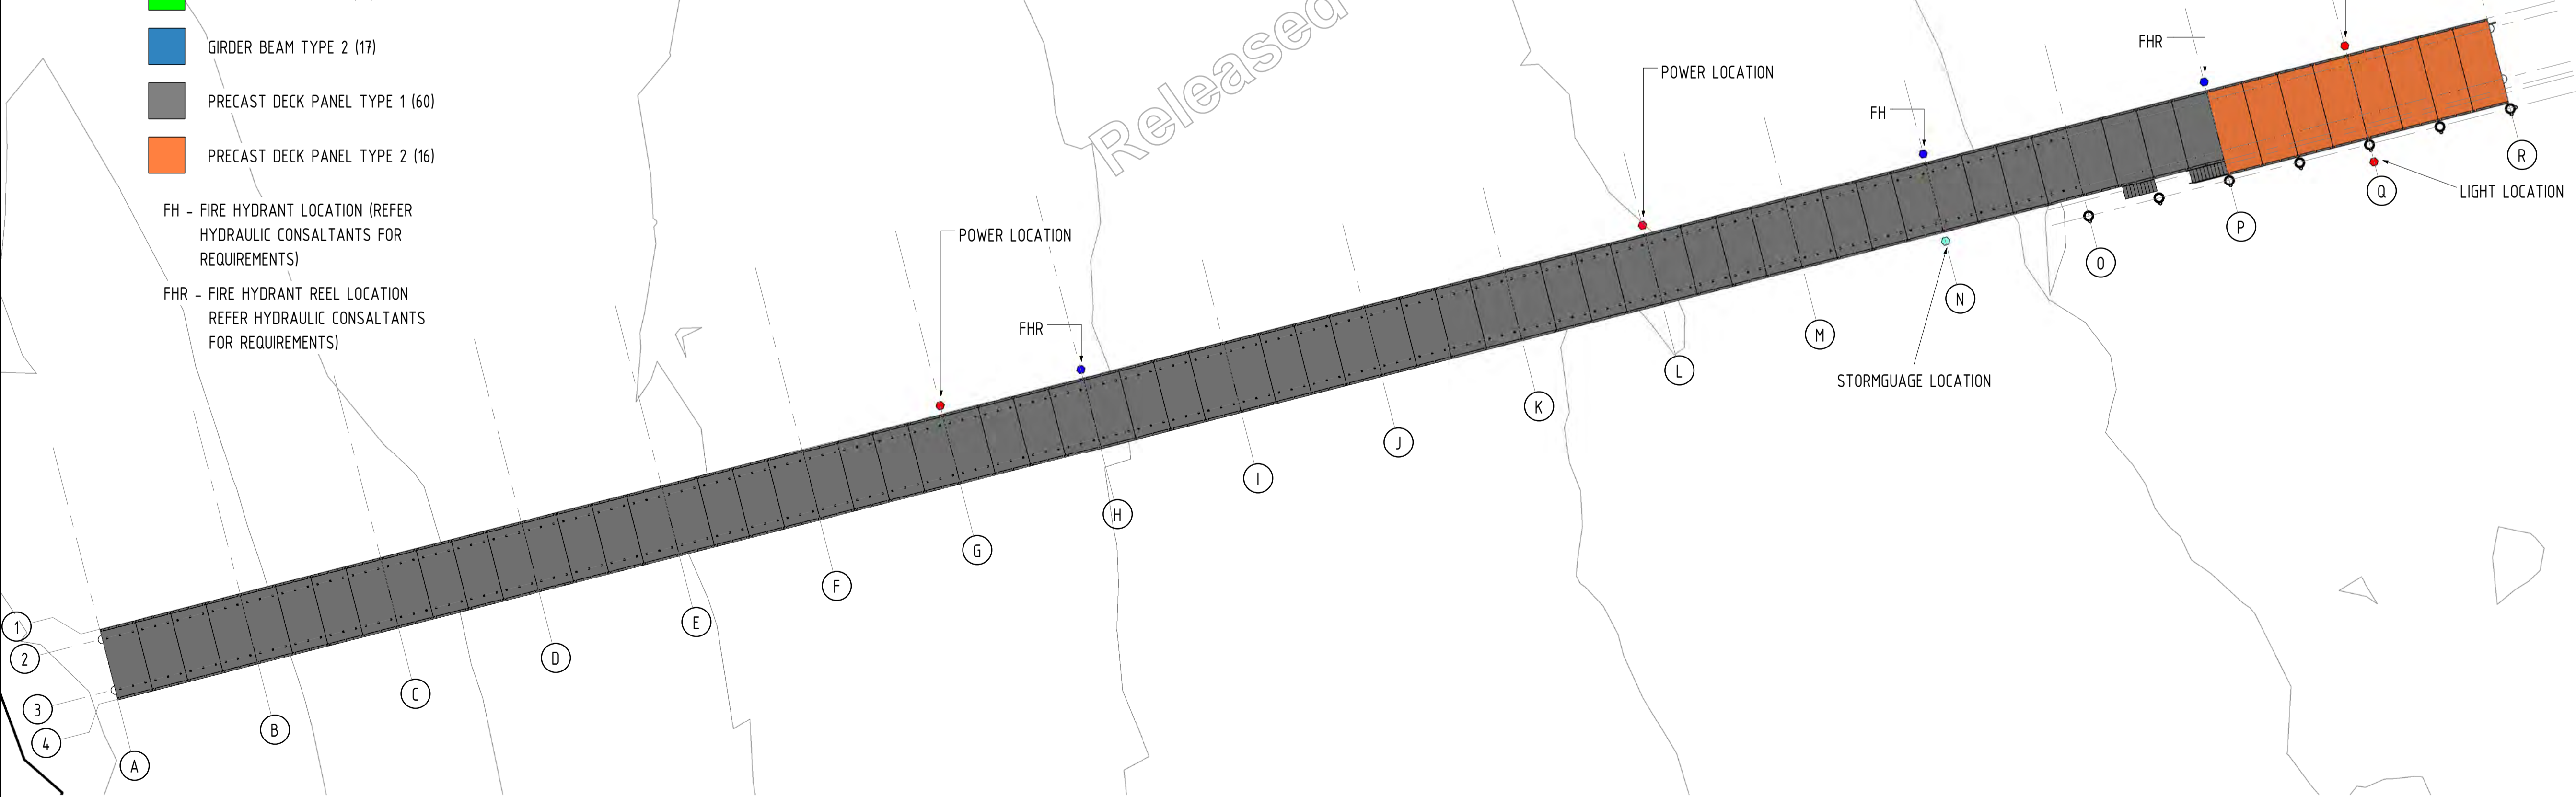 GIRDER BEAM TYPE 2 (17)
PRECAST DECK PANEL TYPE 1 (60)
PRECAST DECK PANEL TYPE 2 (16)
FH - FIRE HYDRANT LOCATION (REFER
HYDRAULIC CONSALTANTS FOR
REQUIREMENTS)
FHR - FIRE HYDRANT REEL LOCATION
REFER HYDRAULIC CONSALTANTS
FOR REQUIREMENTS)
Released
POWER LOCATION
FHR
POWER LOCATION
FH
FHR
STORMGUAGE LOCATION
LIGHT LOCATION
1
2
3
4
A
B
C
D
E
F
G
H
I
J
K
L
M
N
O
P
Q
R